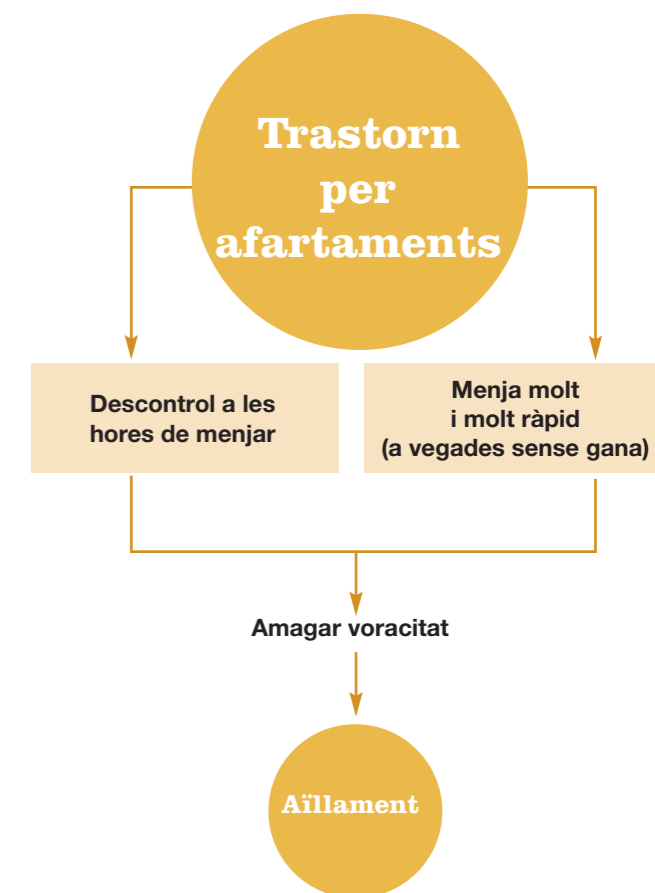 Trastorn
per
afartaments
Descontrol a les
hores de menjar
Menja molt
i molt ràpid
(a vegades sense gana)
Amagar voracitat
Aïllament